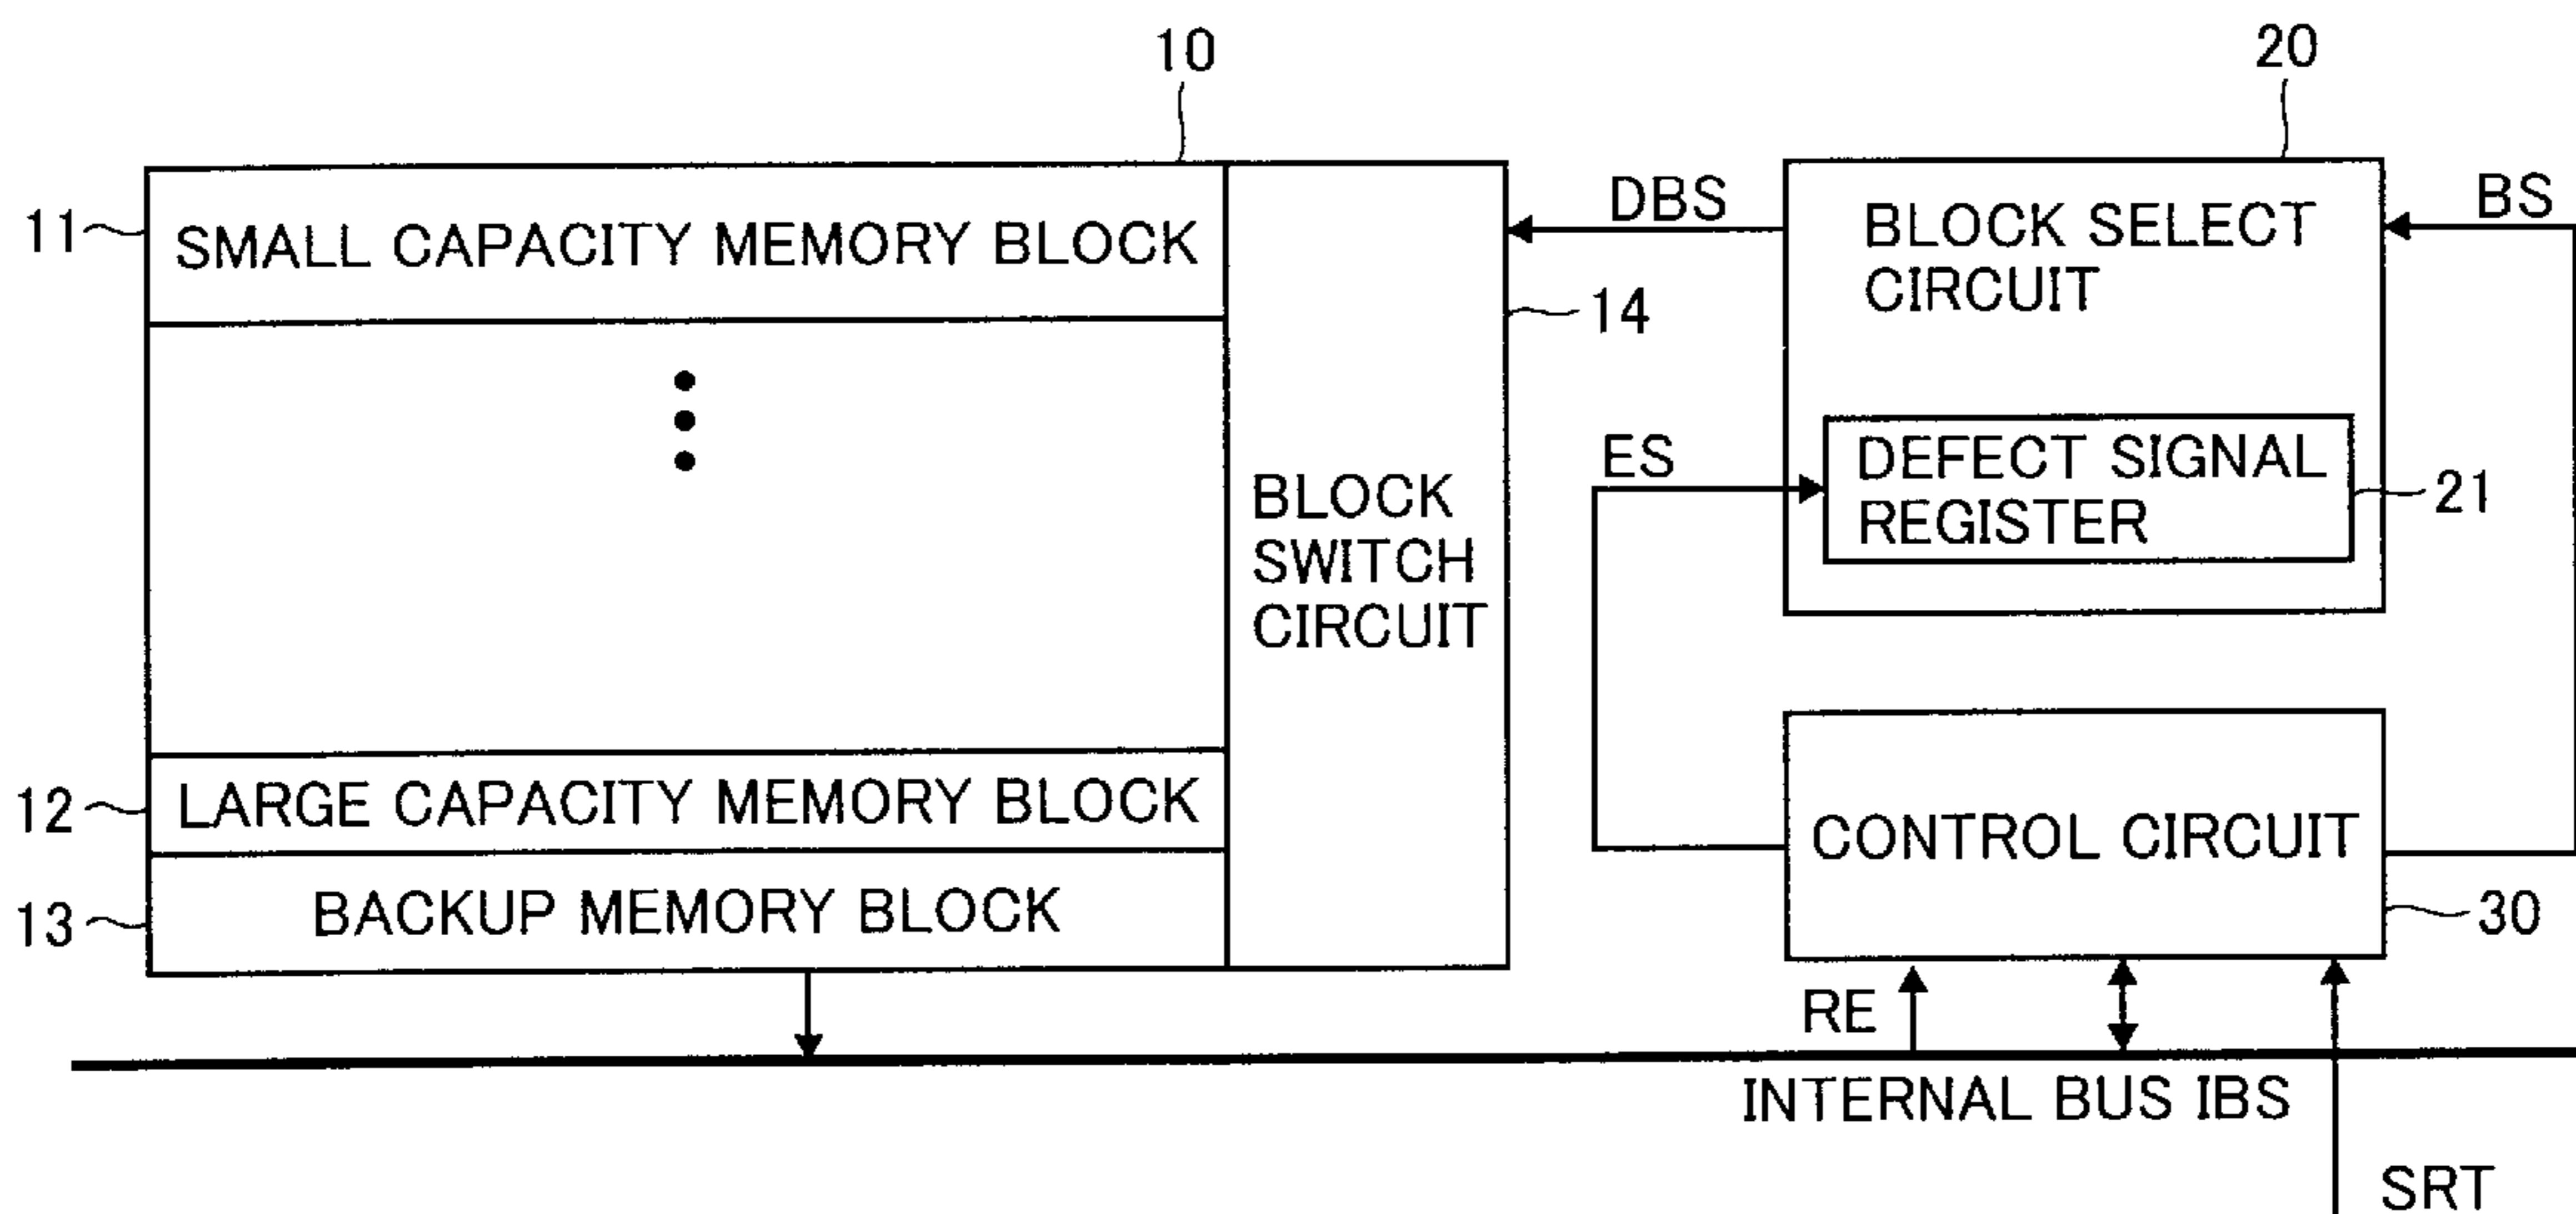 10
20
11
SMALL CAPACITY MEMORY BLOCK
DBS
BLOCK SELECT
CIRCUIT
BS
14
ES
DEFECT SIGNAL
REGISTER
21
BLOCK
SWITCH
CIRCUIT
12
LARGE CAPACITY MEMORY BLOCK
CONTROL CIRCUIT
13
BACKUP MEMORY BLOCK
30
RE
INTERNAL BUS IBS
SRT